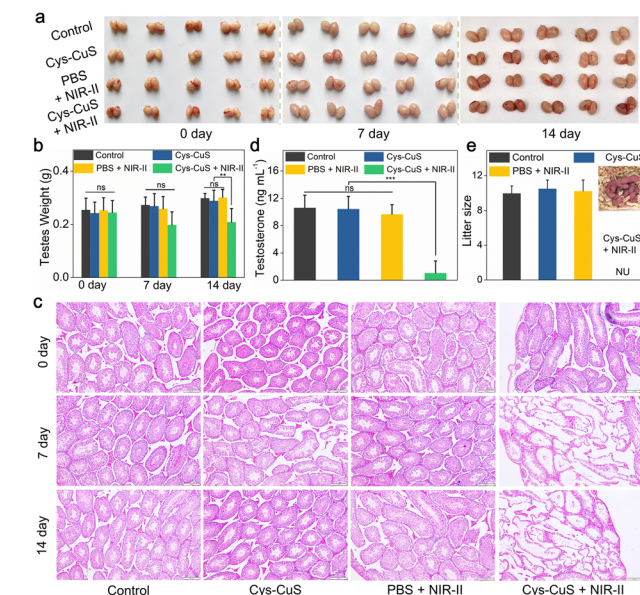 a
Control
Cys-CuS
PBS
+ NIR-II
Cys-CuS
+ NIR-II
0 day
7 day
14 day
b
Control
Cys-CuS
PBS + NIR-II
Cys-CuS + NIR-II
Testes Weight (g)
0.4
0.2
0.0
ns
ns
ns
**
0 day
7 day
14 day
d
Control
Cys-CuS
PBS + NIR-II
Cys-CuS + NIR-II
Testosterone (ng mL⁻¹)
16
12
8
4
0
ns
***
e
Control
Cys-CuS
PBS + NIR-II
Litter size
12
8
4
0
Cys-CuS
+ NIR-II
NU
c
0 day
7 day
14 day
Control
Cys-CuS
PBS + NIR-II
Cys-CuS + NIR-II